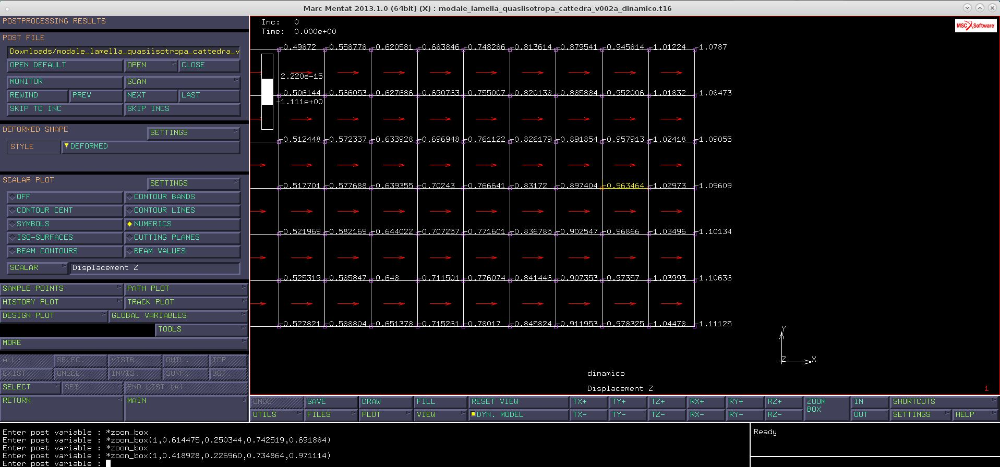 Marc Mentat 2013.1.0 (64bit) (X) : modale_lamella_quasiisotropa_cattedra_v002a_dinamico.t16
POSTPROCESSING RESULTS
POST FILE
Downloads/modale_lamella_quasiisotropa_cattedra_v
OPEN DEFAULT OPEN CLOSE
MONITOR SCAN
REWIND PREV NEXT LAST
SKIP TO INC SKIP INCS
DEFORMED SHAPE SETTINGS
STYLE DEFORMED
SCALAR PLOT SETTINGS
OFF CONTOUR BANDS
CONTOUR CENT CONTOUR LINES
SYMBOLS NUMERICS
ISO-SURFACES CUTTING PLANES
BEAM CONTOURS BEAM VALUES
SCALAR Displacement Z
SAMPLE POINTS PATH PLOT
HISTORY PLOT TRACK PLOT
DESIGN PLOT GLOBAL VARIABLES
TOOLS
MORE
ALL: SELEC. VISIB. OUTL. TOP
EXIST. UNSEL. INVIS. SURF. BOT.
SELECT SET END LIST (#)
RETURN MAIN
Inc: 0
Time: 0.000e+00
MSC Software
-0.49872 -0.558778 -0.620581 -0.683846 -0.748286 -0.813614 -0.879541 -0.945814 -1.01224 -1.0787
2.220e-15
-0.506144 -0.566053 -0.627686 -0.690763 -0.755007 -0.820138 -0.885884 -0.952006 -1.01832 -1.08473
-1.111e+00
-0.512448 -0.572337 -0.633928 -0.696948 -0.761122 -0.826179 -0.891854 -0.957913 -1.02418 -1.09055
-0.517701 -0.577688 -0.639355 -0.70243 -0.766641 -0.83172 -0.897404 -0.963464 -1.02973 -1.09609
-0.521969 -0.582169 -0.644022 -0.707257 -0.771601 -0.836785 -0.902547 -0.96866 -1.03496 -1.10134
-0.525319 -0.585847 -0.648 -0.711501 -0.776074 -0.841446 -0.907353 -0.97357 -1.03993 -1.10636
-0.527821 -0.588804 -0.651378 -0.715261 -0.78017 -0.845824 -0.911953 -0.978325 -1.04478 -1.11125
Y
Z X
dinamico
Displacement Z
1
UNDO SAVE DRAW FILL RESET VIEW TX+ TY+ TZ+ RX+ RY+ RZ+ ZOOM BOX IN SHORTCUTS
UTILS FILES PLOT VIEW DYN. MODEL TX- TY- TZ- RX- RY- RZ- OUT SETTINGS HELP
Enter post variable : *zoom_box
Enter post variable : *zoom_box(1,0.614475,0.250344,0.742519,0.691884)
Enter post variable : *zoom_box
Enter post variable : *zoom_box(1,0.418928,0.226960,0.734864,0.971114)
Enter post variable :
Ready